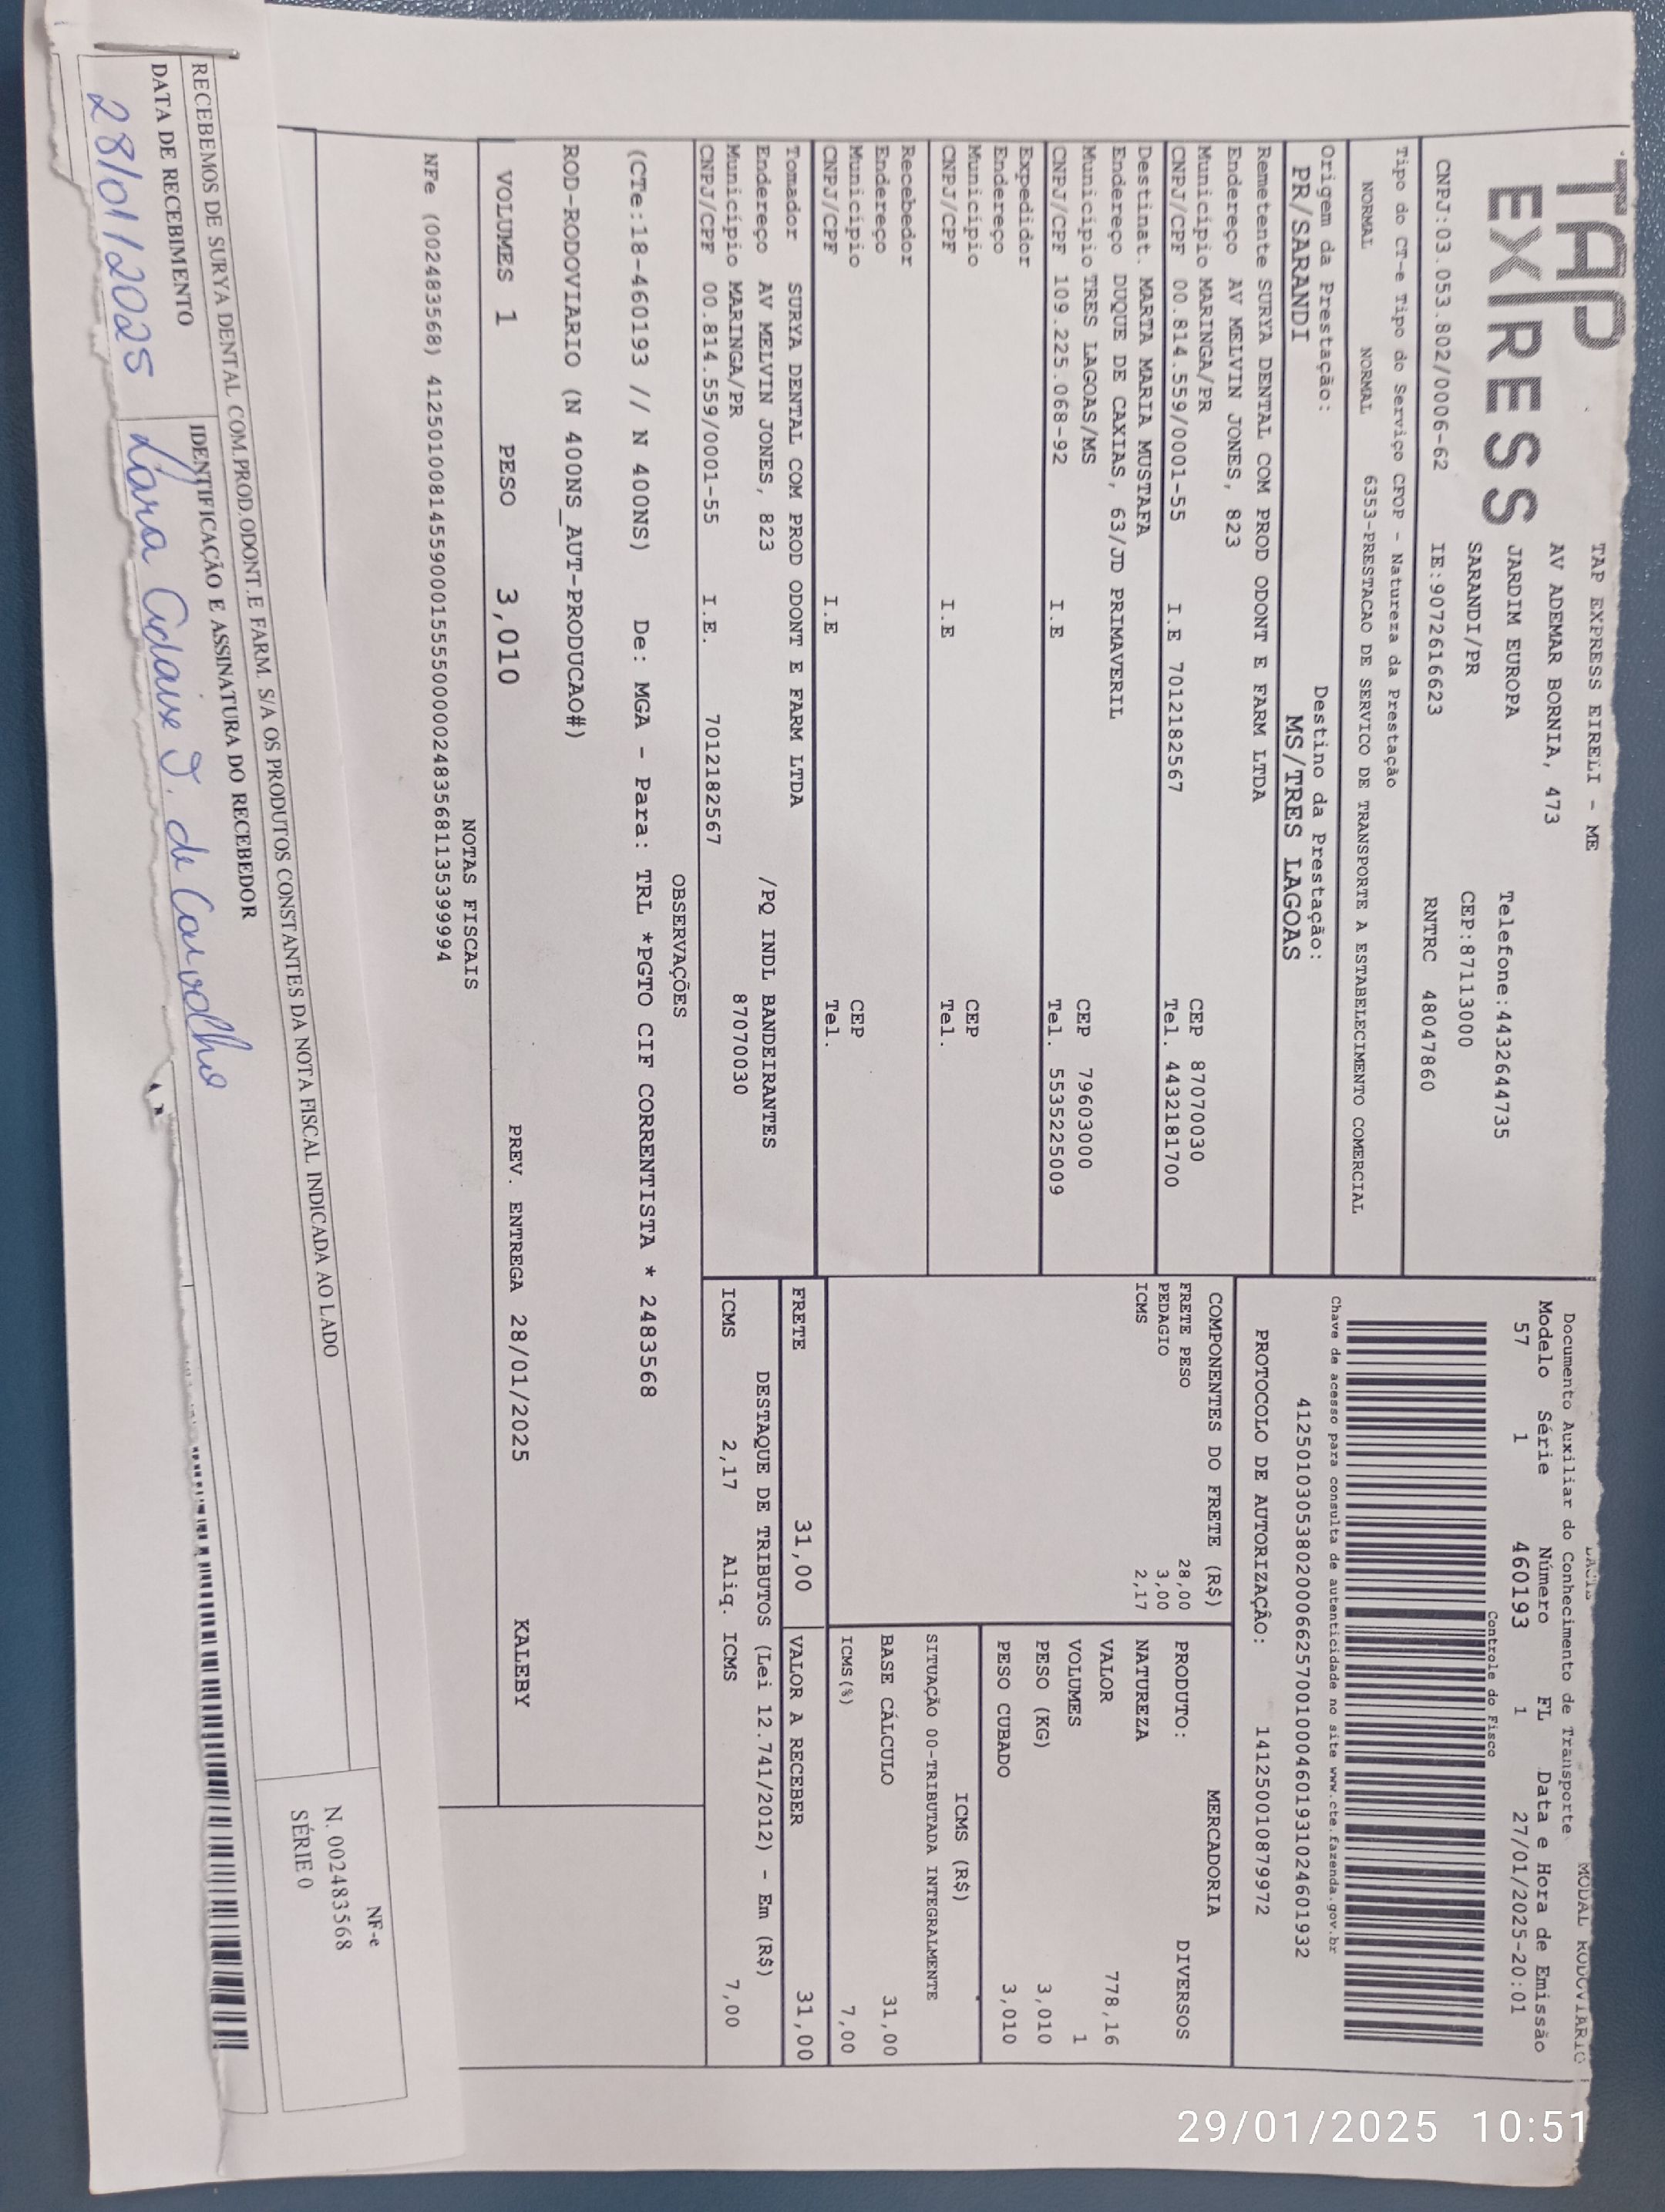 TAP
EXPRESS
TAP EXPRESS EIRELI - ME
AV ADEMAR BORNIA, 473
JARDIM EUROPA
SARANDI/PR
Telefone:4432644735
CEP:87113000
CNPJ:03.053.802/0006-62 IE:9072616623 RNTRC 48047860
MODAL RODOVIARIO
Documento Auxiliar do Conhecimento de Transporte
Modelo Série Número FL Data e Hora de Emissão
57 1 460193 1 27/01/2025-20:01
Controle do Fisco
Tipo do CT-e Tipo do Serviço CFOP - Natureza da Prestação
NORMAL NORMAL 6353-PRESTACAO DE SERVICO DE TRANSPORTE A ESTABELECIMENTO COMERCIAL
Chave de acesso para consulta de autenticidade no site www.cte.fazenda.gov.br
41250103053802000662570010004601931024601932
Origem da Prestação: Destino da Prestação:
PR/SARANDI MS/TRES LAGOAS
PROTOCOLO DE AUTORIZAÇÃO: 141250010879972
Remetente SURYA DENTAL COM PROD ODONT E FARM LTDA
Endereço AV MELVIN JONES, 823
Município MARINGA/PR CEP 87070030
CNPJ/CPF 00.814.559/0001-55 I.E 7012182567 Tel. 4432181700
Destinat. MARTA MARIA MUSTAFA
Endereço DUQUE DE CAXIAS, 63/JD PRIMAVERIL
Município TRES LAGOAS/MS CEP 79603000
CNPJ/CPF 109.225.068-92 I.E Tel. 5535225009
Expedidor
Endereço
Município CEP
CNPJ/CPF I.E Tel.
Recebedor
Endereço
Município CEP
CNPJ/CPF I.E Tel.
Tomador SURYA DENTAL COM PROD ODONT E FARM LTDA
Endereço AV MELVIN JONES, 823 /PQ INDL BANDEIRANTES
Município MARINGA/PR 87070030
CNPJ/CPF 00.814.559/0001-55 I.E. 7012182567
COMPONENTES DO FRETE (R$)
FRETE PESO 28,00
PEDAGIO 3,00
ICMS 2,17
MERCADORIA
PRODUTO: DIVERSOS
NATUREZA
VALOR 778,16
VOLUMES 1
PESO (KG) 3,010
PESO CUBADO 3,010
ICMS (R$)
SITUAÇÃO 00-TRIBUTADA INTEGRALMENTE
BASE CÁLCULO 31,00
ICMS(%) 7,00
FRETE 31,00 VALOR A RECEBER 31,00
DESTAQUE DE TRIBUTOS (Lei 12.741/2012) - Em (R$)
ICMS 2,17 Aliq. ICMS 7,00
OBSERVAÇÕES
(CTe:18-460193 // N 400NS) De: MGA - Para: TRL *PGTO CIF CORRENTISTA * 2483568
ROD-RODOVIARIO (N 400NS_AUT-PRODUCAO#)
VOLUMES 1 PESO 3,010 PREV. ENTREGA 28/01/2025 KALEBY
NOTAS FISCAIS
NFe (002483568) 41250100814559000155550000024835681135399994
RECEBEMOS DE SURYA DENTAL COM.PROD.ODONT.E FARM. S/A OS PRODUTOS CONSTANTES DA NOTA FISCAL INDICADA AO LADO
DATA DE RECEBIMENTO IDENTIFICAÇÃO E ASSINATURA DO RECEBEDOR
28/01/2025
de Carvalho
NF-e
N. 002483568
SÉRIE 0
29/01/2025 10:51